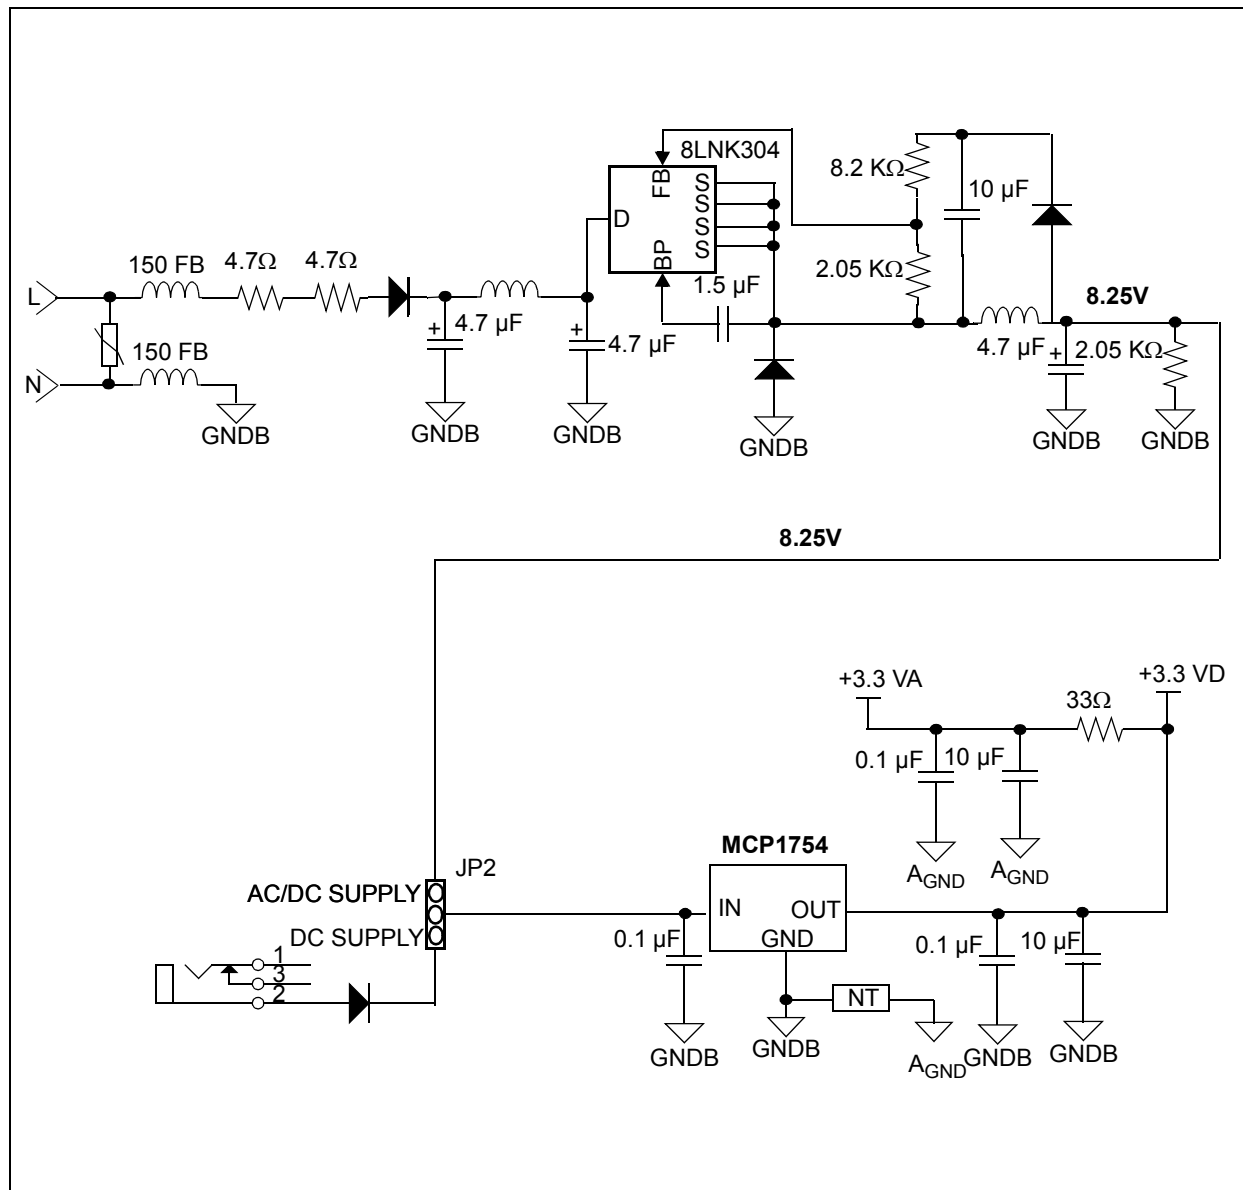 8LNK304
FB
D
S
S
S
S
BP
8.2 KΩ
10 µF
2.05 KΩ
1.5 µF
L
150 FB
4.7Ω
4.7Ω
4.7 µF
4.7 µF
N
150 FB
GNDB
GNDB
GNDB
GNDB
8.25V
4.7 µF
2.05 KΩ
GNDB
GNDB
8.25V
+3.3 VA
33Ω
+3.3 VD
0.1 µF
10 µF
AGND
AGND
JP2
AC/DC SUPPLY
DC SUPPLY
1
3
2
MCP1754
IN
OUT
GND
0.1 µF
0.1 µF
10 µF
NT
GNDB
GNDB
AGND
GNDB
GNDB
+
+
+